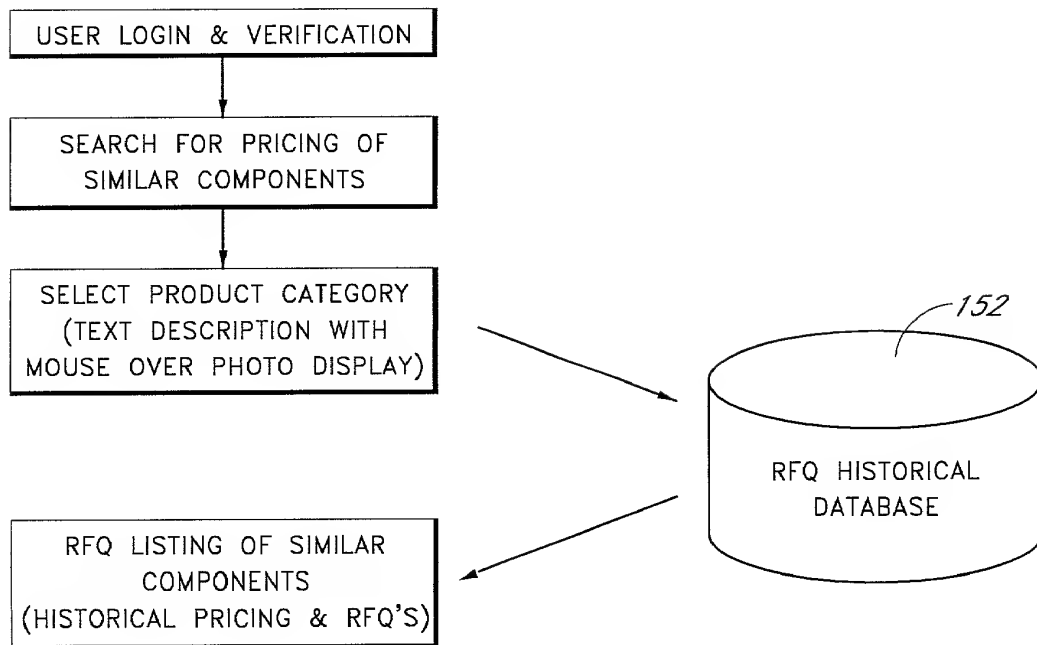 USER LOGIN & VERIFICATION
SEARCH FOR PRICING OF
SIMILAR COMPONENTS
SELECT PRODUCT CATEGORY
(TEXT DESCRIPTION WITH
MOUSE OVER PHOTO DISPLAY)
152
RFQ HISTORICAL
DATABASE
RFQ LISTING OF SIMILAR
COMPONENTS
(HISTORICAL PRICING & RFQ'S)